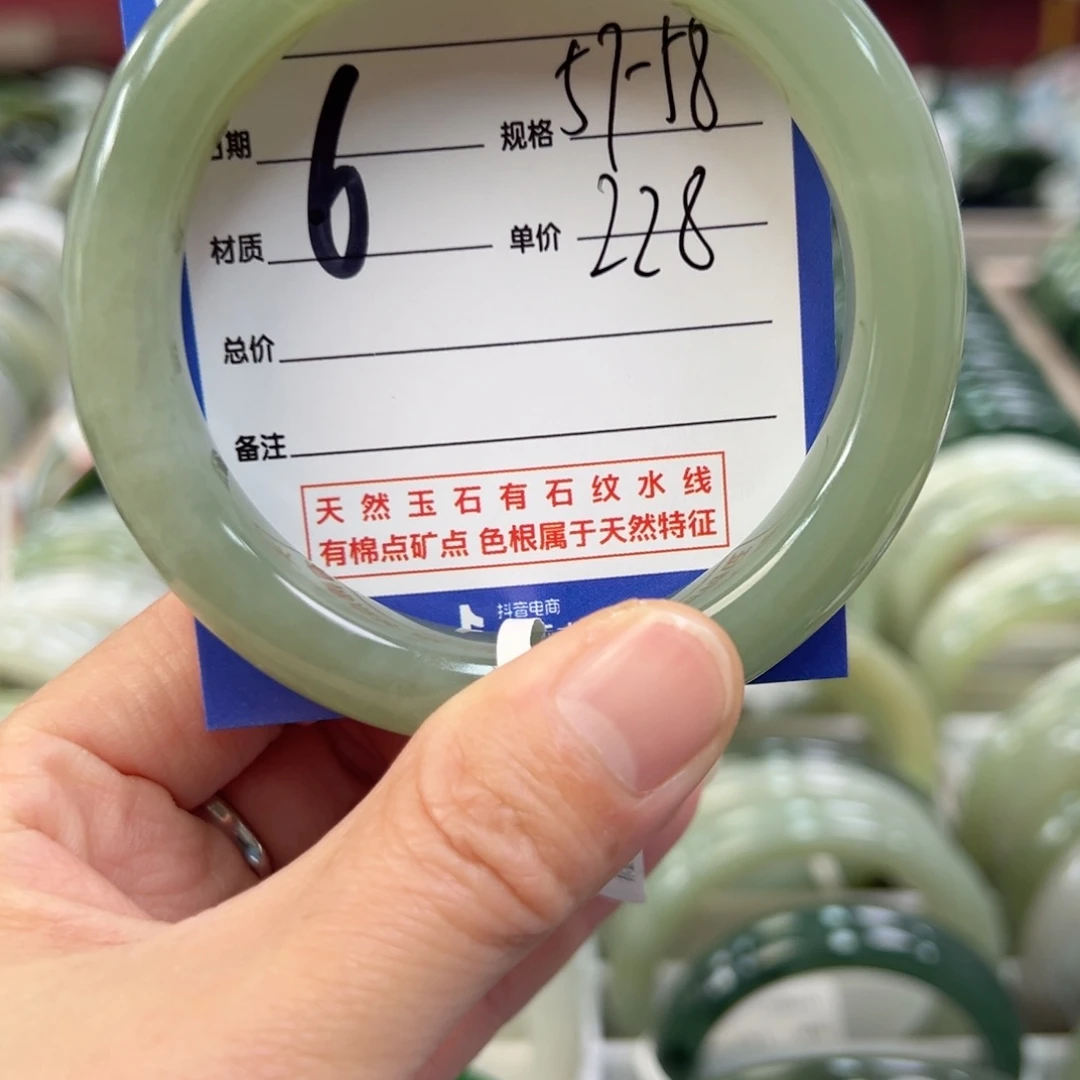 日期 规格 57-58
6
材质 单价 228
总价
备注
天然玉石有石纹水线
有棉点矿点 色根属于天然特征
抖音电商